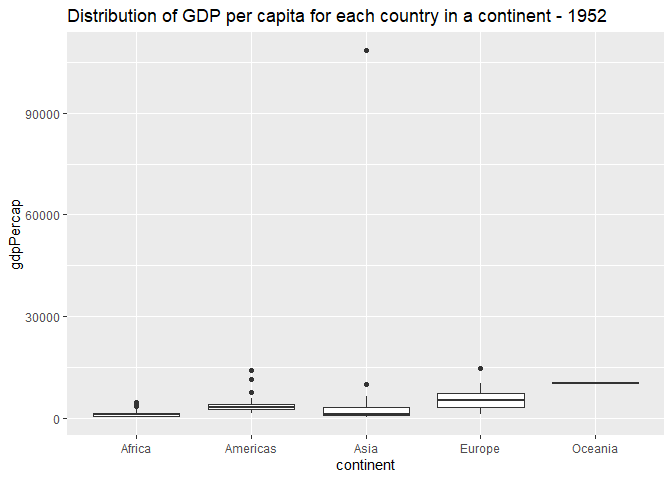 Distribution of GDP per capita for each country in a continent - 1952
gdpPercap
90000
60000
30000
0
Africa Americas Asia Europe Oceania
continent